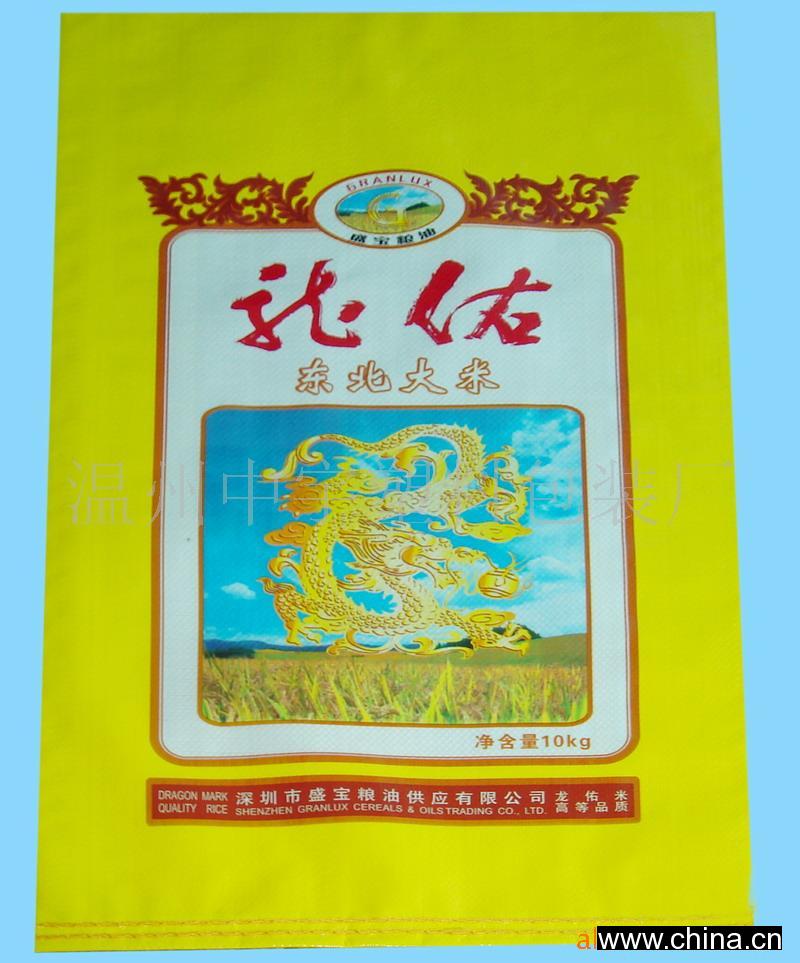 GRANLUX
G
盛宝粮油
龙佑
东北大米
温州中宇塑料包装厂
净含量10kg
DRAGON MARK 深圳市盛宝粮油供应有限公司 龙佑米
QUALITY RICE SHENZHEN GRANLUX CEREALS & OILS TRADING CO., LTD. 高等品质
www.china.cn